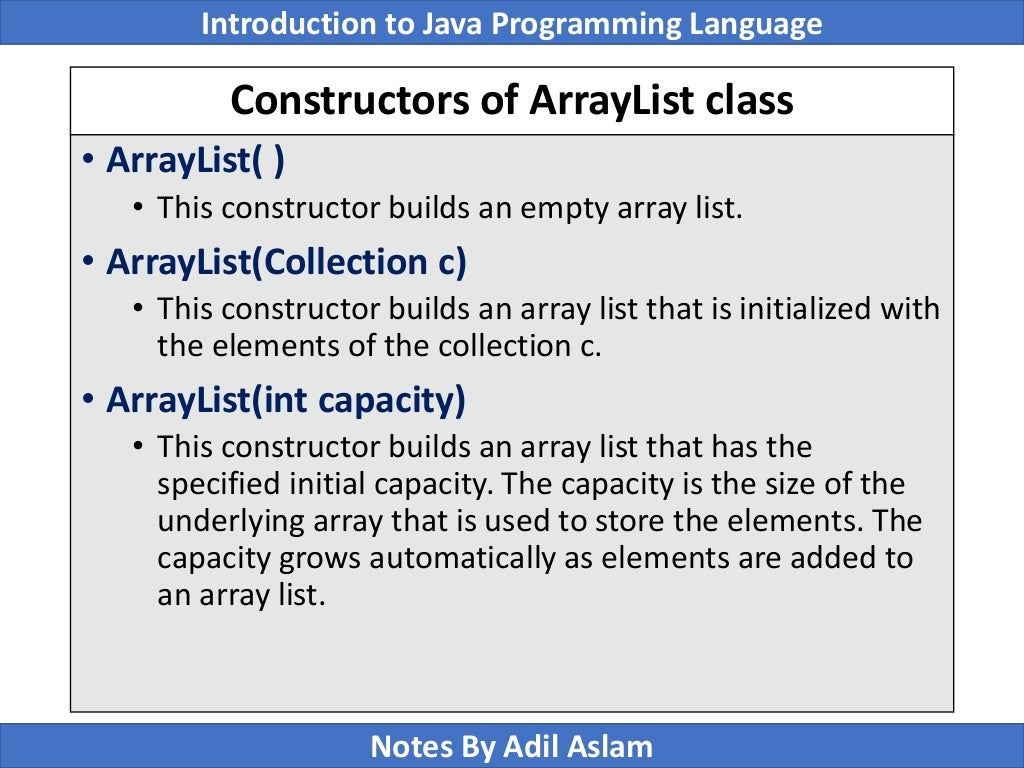 Introduction to Java Programming Language
Constructors of ArrayList class
• ArrayList( )
• This constructor builds an empty array list.
• ArrayList(Collection c)
• This constructor builds an array list that is initialized with
the elements of the collection c.
• ArrayList(int capacity)
• This constructor builds an array list that has the
specified initial capacity. The capacity is the size of the
underlying array that is used to store the elements. The
capacity grows automatically as elements are added to
an array list.
Notes By Adil Aslam